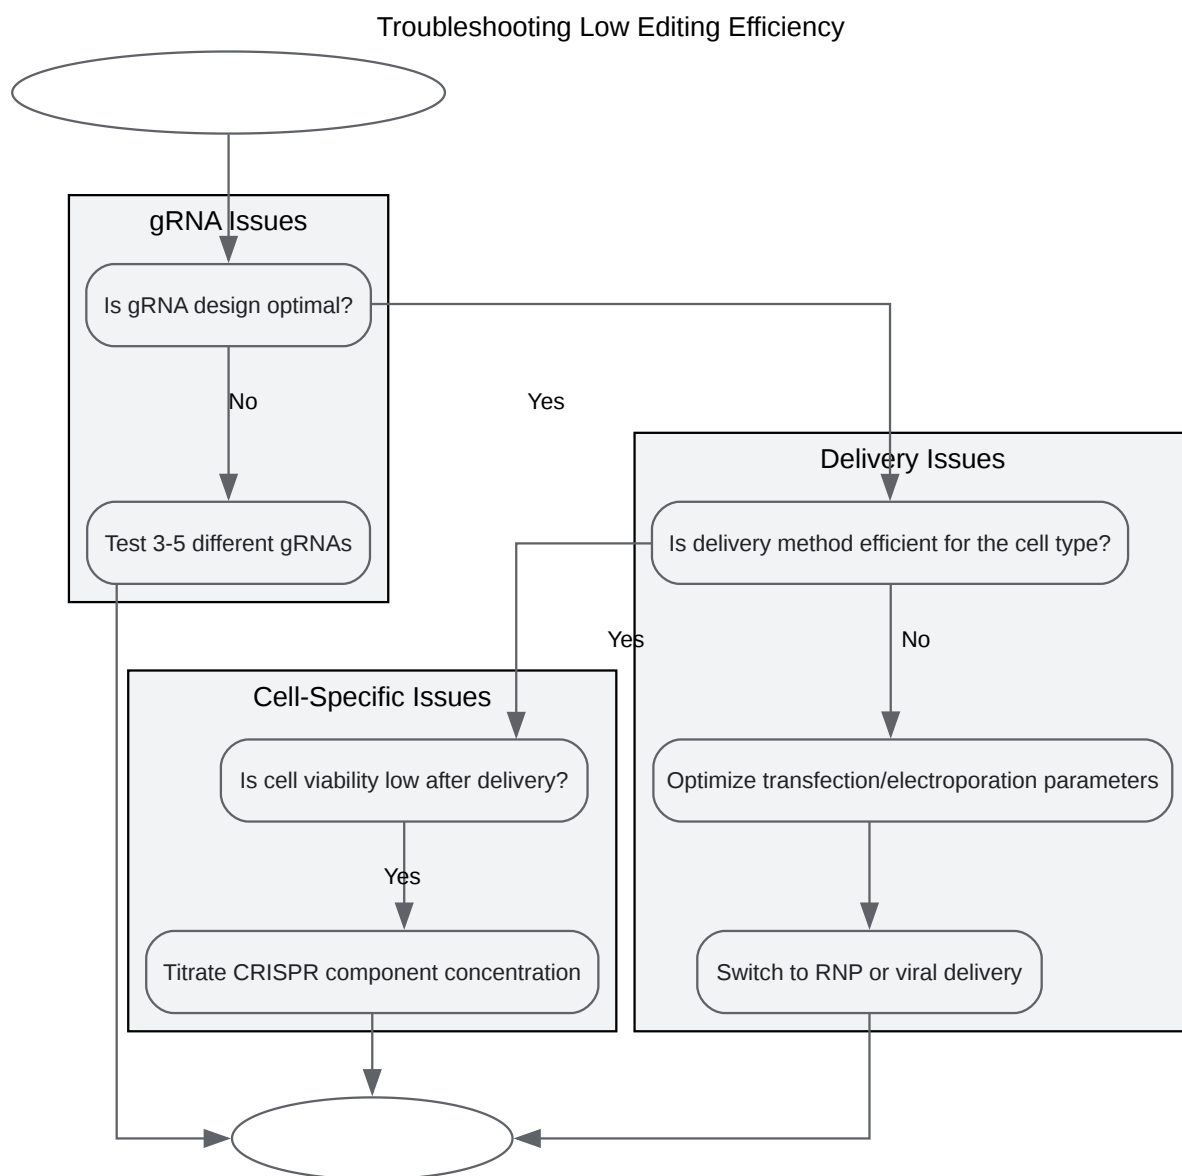 Troubleshooting Low Editing Efficiency
gRNA Issues
Is gRNA design optimal?
No
Yes
Delivery Issues
Test 3-5 different gRNAs
Is delivery method efficient for the cell type?
Yes
No
Cell-Specific Issues
Is cell viability low after delivery?
Optimize transfection/electroporation parameters
Yes
Titrate CRISPR component concentration
Switch to RNP or viral delivery